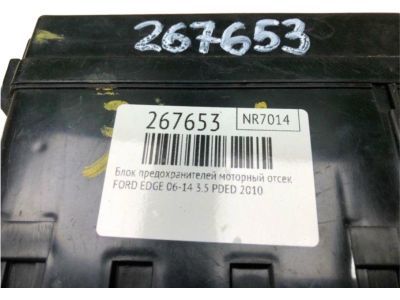 267653
267653 NR7014
Блок предохранителей моторный отсек
FORD EDGE 06-14 3.5 PDED 2010